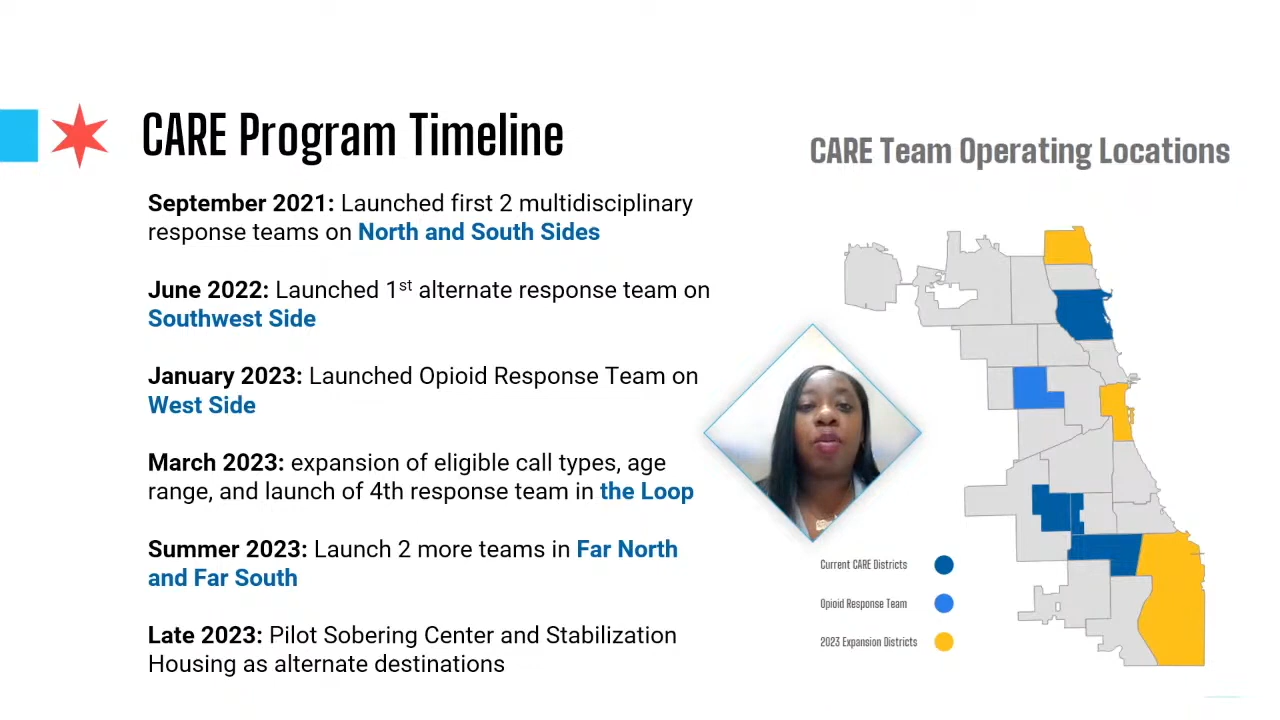 CARE Program Timeline
CARE Team Operating Locations
September 2021: Launched first 2 multidisciplinary
response teams on North and South Sides
June 2022: Launched 1st alternate response team on
Southwest Side
January 2023: Launched Opioid Response Team on
West Side
March 2023: expansion of eligible call types, age
range, and launch of 4th response team in the Loop
Summer 2023: Launch 2 more teams in Far North
and Far South
Late 2023: Pilot Sobering Center and Stabilization
Housing as alternate destinations
Current CARE Districts
Opioid Response Team
2023 Expansion Districts